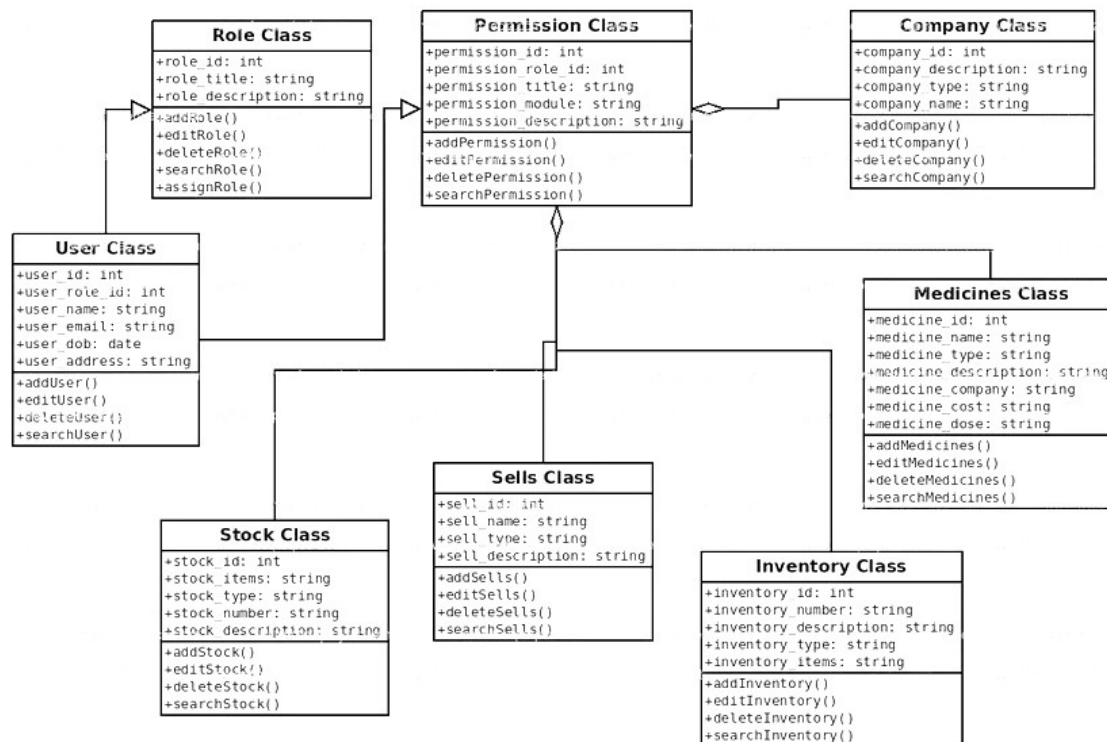 Role Class
+role_id: int
+role_title: string
+role_description: string
+addRole()
+editRole()
+deleteRole()
+searchRole()
+assignRole()
Permission Class
+permission_id: int
+permission_role_id: int
+permission_title: string
+permission_module: string
+permission_description: string
+addPermission()
+editPermission()
+deletePermission()
+searchPermission()
Company Class
+company_id: int
+company_description: string
+company_type: string
+company_name: string
+addCompany()
+editCompany()
+deleteCompany()
+searchCompany()
User Class
+user_id: int
+user_role_id: int
+user_name: string
+user_email: string
+user_dob: date
+user_address: string
+addUser()
+editUser()
+deleteUser()
+searchUser()
Medicines Class
+medicine_id: int
+medicine_name: string
+medicine_type: string
+medicine_description: string
+medicine_company: string
+medicine_cost: string
+medicine_dose: string
+addMedicines()
+editMedicines()
+deleteMedicines()
+searchMedicines()
Sells Class
+sell_id: int
+sell_name: string
+sell_type: string
+sell_description: string
+addSells()
+editSells()
+deleteSells()
+searchSells()
Stock Class
+stock_id: int
+stock_items: string
+stock_type: string
+stock_number: string
+stock_description: string
+addStock()
+editStock()
+deleteStock()
+searchStock()
Inventory Class
+inventory_id: int
+inventory_number: string
+inventory_description: string
+inventory_type: string
+inventory_items: string
+addInventory()
+editInventory()
+deleteInventory()
+searchInventory()